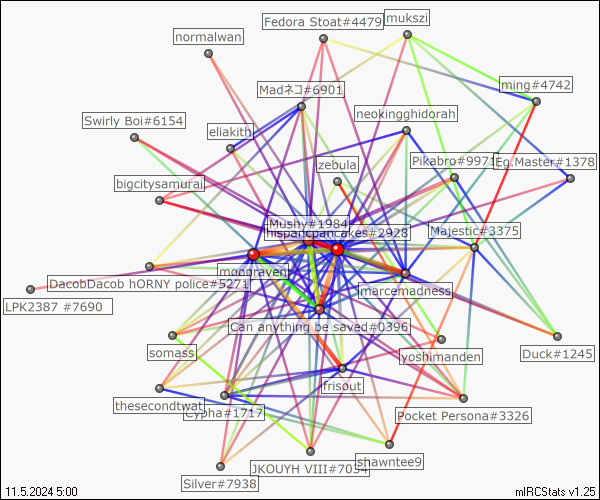 Fedora Stoat#4479
mukszi
normalwan
ming#4742
Madネコ#6901
neokingghidorah
Swirly Boi#6154
eliakith
zebula
Pikabro#9971
Eg.Master#1378
bigcitysamurai
Mushy#1984
hispanicpancakes#2928
Majestic#3375
moonraven
DacobDacob hORNY police#5271
marcemadness
LPK2387 #7690
Can anything be saved#0396
somass
yoshimanden
Duck#1245
frisout
thesecondtwat
Cypha#1717
Pocket Persona#3326
shawntee9
JKOUYH VIII#7034
Silver#7938
11.5.2024 5:00
mIRCStats v1.25